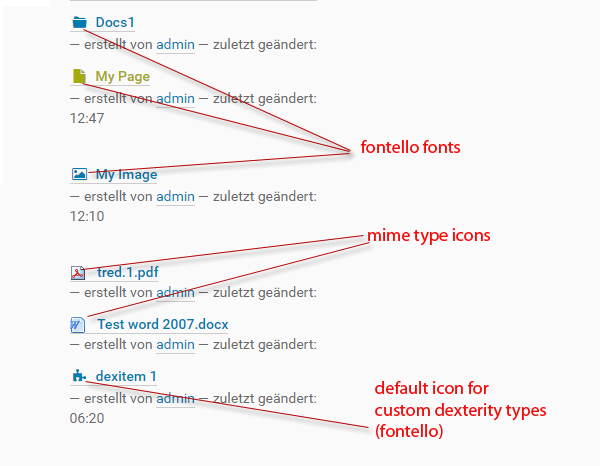 Docs1
— erstellt von admin — zuletzt geändert:
My Page
— erstellt von admin — zuletzt geändert:
12:47
fontello fonts
My Image
— erstellt von admin — zuletzt geändert:
12:10
mime type icons
tred.1.pdf
— erstellt von admin — zuletzt geändert:
Test word 2007.docx
— erstellt von admin — zuletzt geändert:
dexitem 1
— erstellt von admin — zuletzt geändert:
06:20
default icon for
custom dexterity types
(fontello)